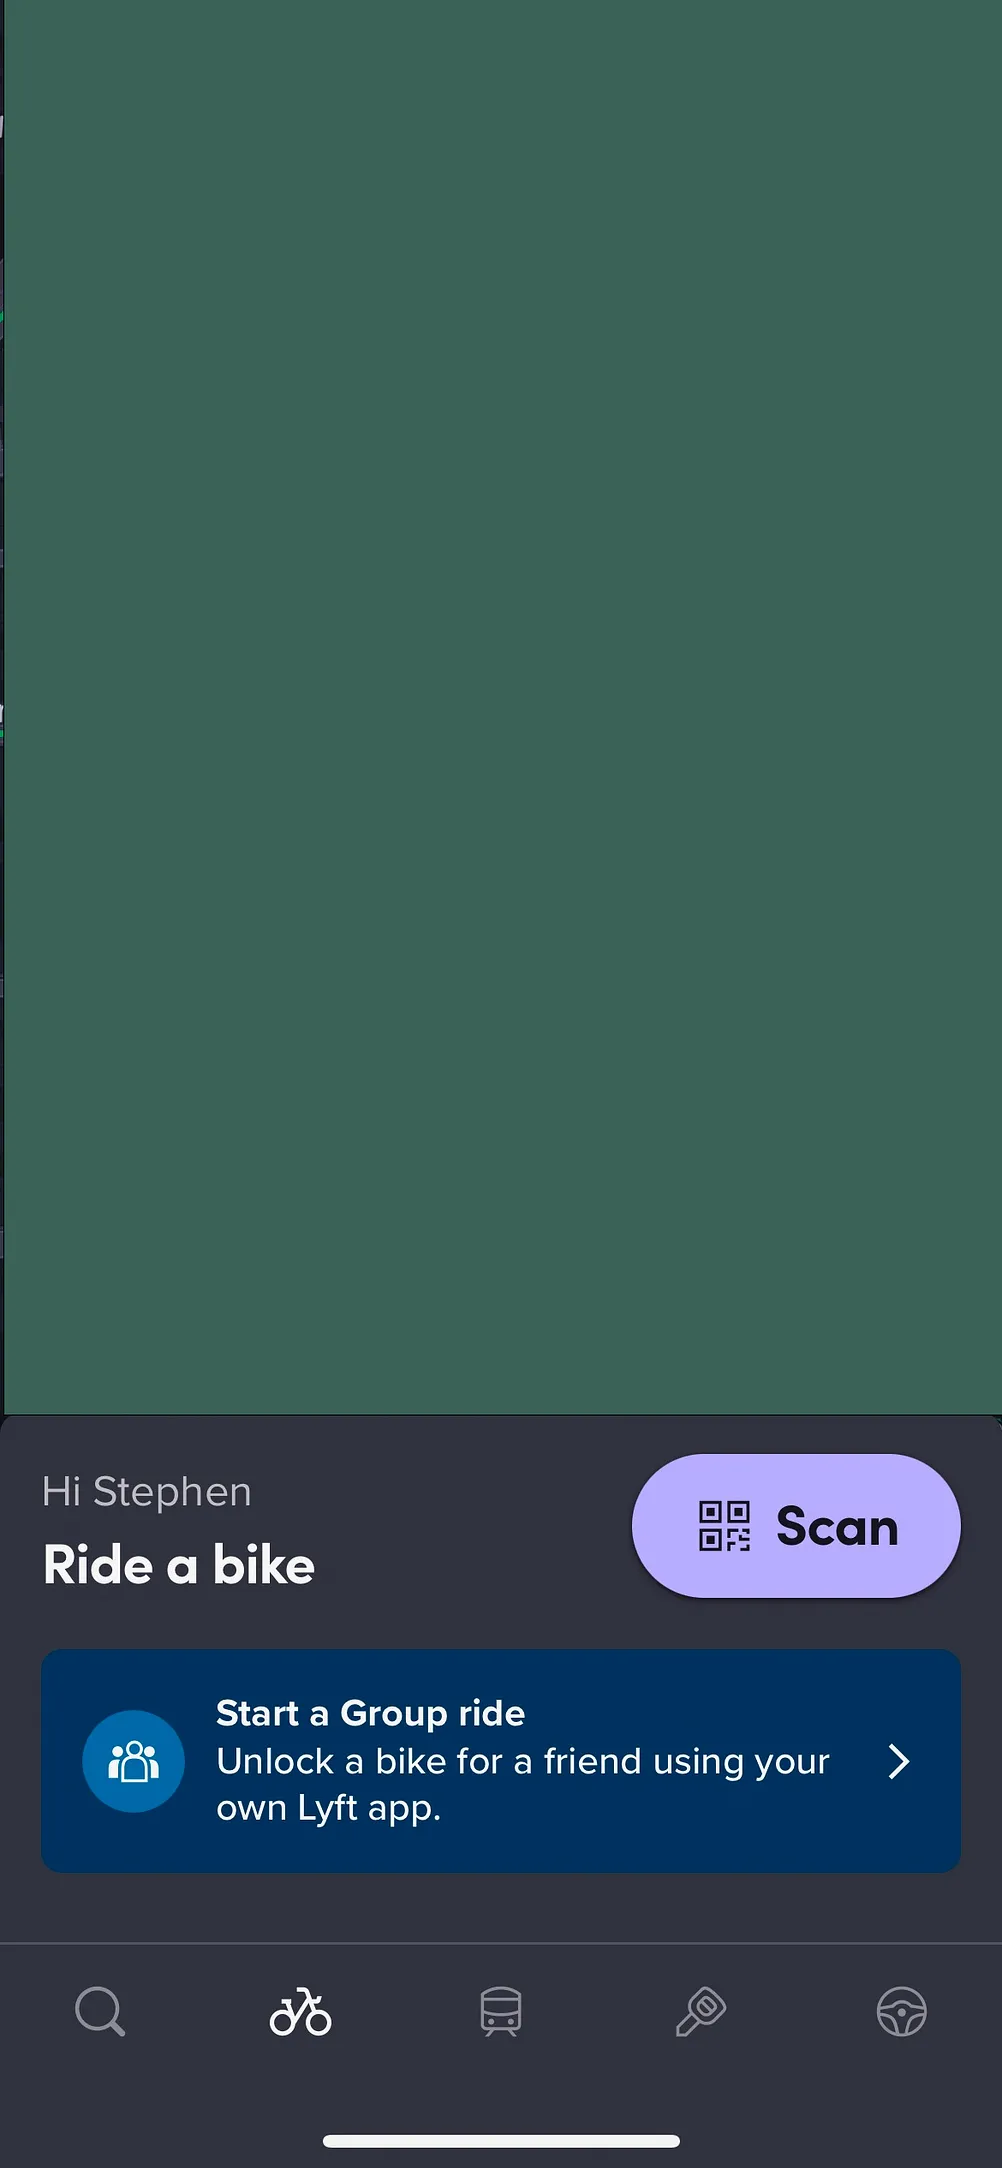 Hi Stephen
Ride a bike
Scan
Start a Group ride
Unlock a bike for a friend using your
own Lyft app.